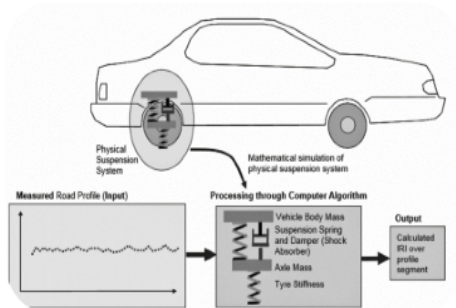 Physical
Suspension
System
Mathematical simulation of
physical suspension system
Measured Road Profile (Input)
Processing through Computer Algorithm
Vehicle Body Mass
Suspension Spring
and Damper (Shock
Absorber)
Axle Mass
Tyre Stiffness
Output
Calculated
IRI over
profile
segment